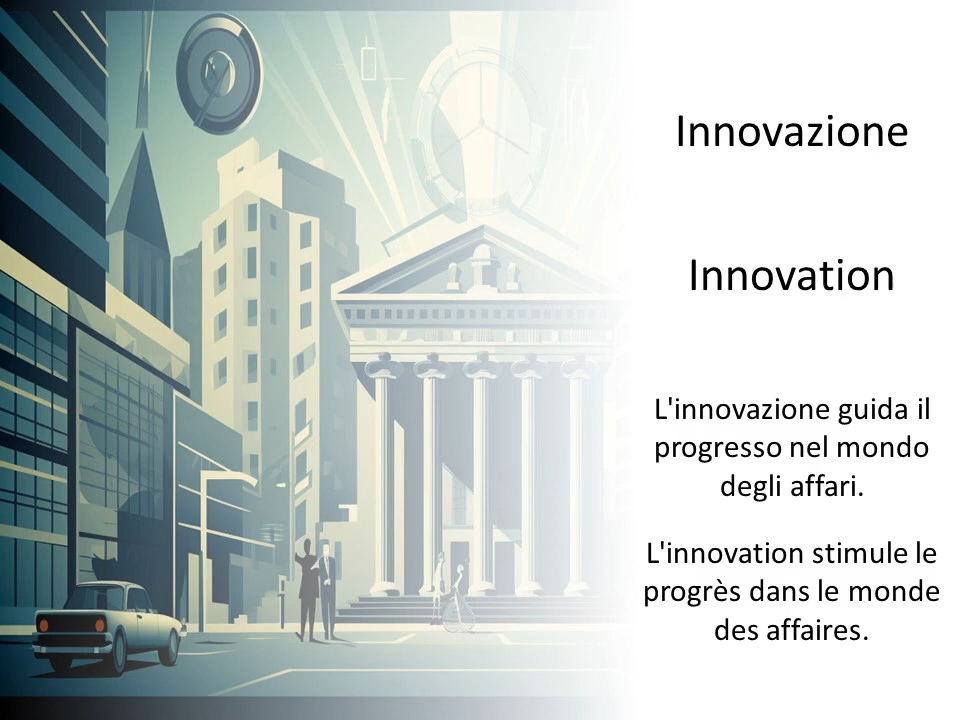 Innovazione
Innovation
L'innovazione guida il
progresso nel mondo
degli affari.
L'innovation stimule le
progrès dans le monde
des affaires.